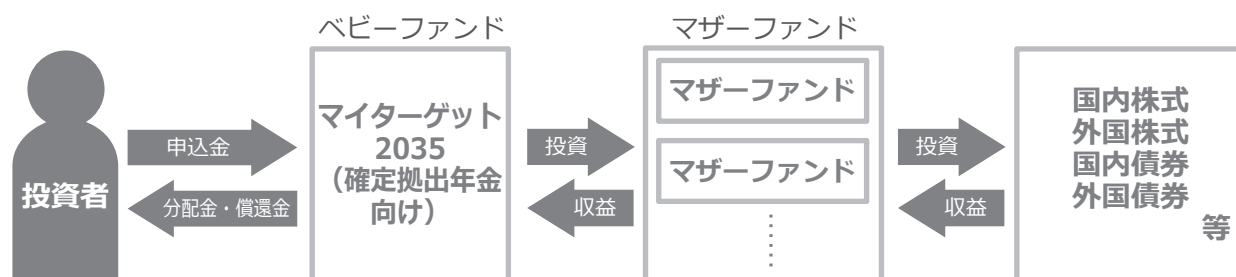 ベビーファンド
マザーファンド
投資者
申込金
分配金・償還金
マイターゲット
2035
（確定拠出年金
向け）
投資
収益
マザーファンド
マザーファンド
投資
収益
国内株式
外国株式
国内債券
外国債券
等